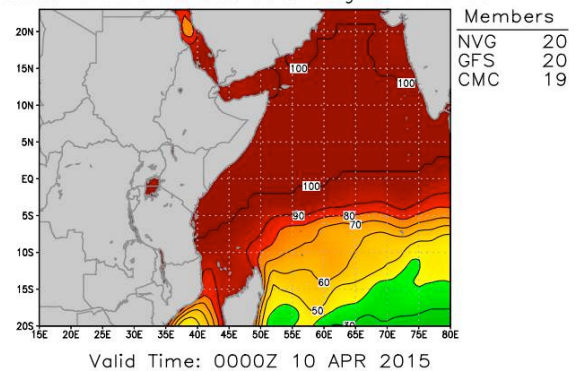 Members
NVG 20
GFS 20
CMC 19
20N
15N
10N
5N
EQ
5S
10S
15S
20S
100
100
100
90
80
70
60
50
15E 20E 25E 30E 35E 40E 45E 50E 55E 60E 65E 70E 75E 80E
Valid Time: 0000Z 10 APR 2015